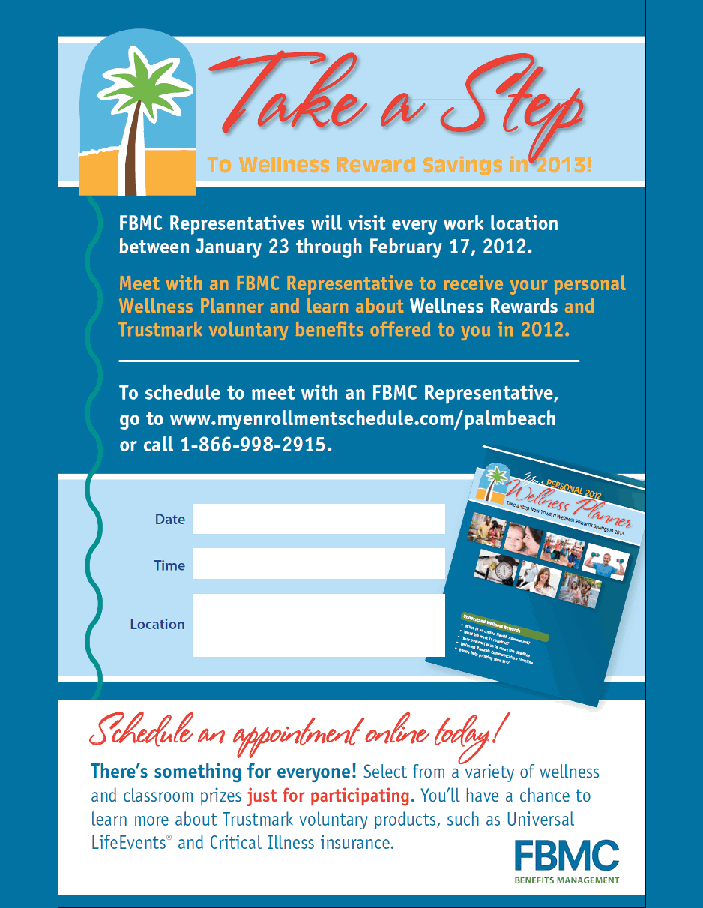 Take a Step
To Wellness Reward Savings in 2013!
FBMC Representatives will visit every work location
between January 23 through February 17, 2012.
Meet with an FBMC Representative to receive your personal
Wellness Planner and learn about Wellness Rewards and
Trustmark voluntary benefits offered to you in 2012.
To schedule to meet with an FBMC Representative,
go to www.myenrollmentschedule.com/palmbeach
or call 1-866-998-2915.
PERSONAL 2012
Wellness Planner
Date
Time
Location
Schedule an appointment online today!
There's something for everyone! Select from a variety of wellness
and classroom prizes just for participating. You'll have a chance to
learn more about Trustmark voluntary products, such as Universal
LifeEvents® and Critical Illness insurance.
FBMC
BENEFITS MANAGEMENT